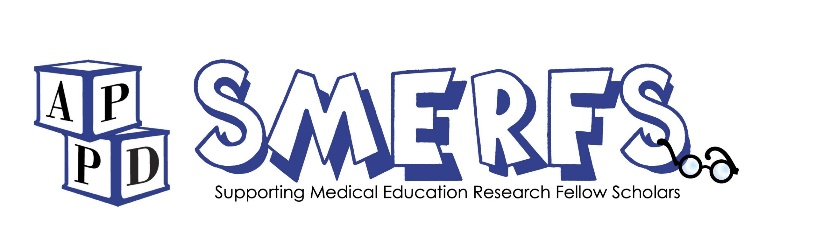 A P
P D
SMERFS
Supporting Medical Education Research Fellow Scholars